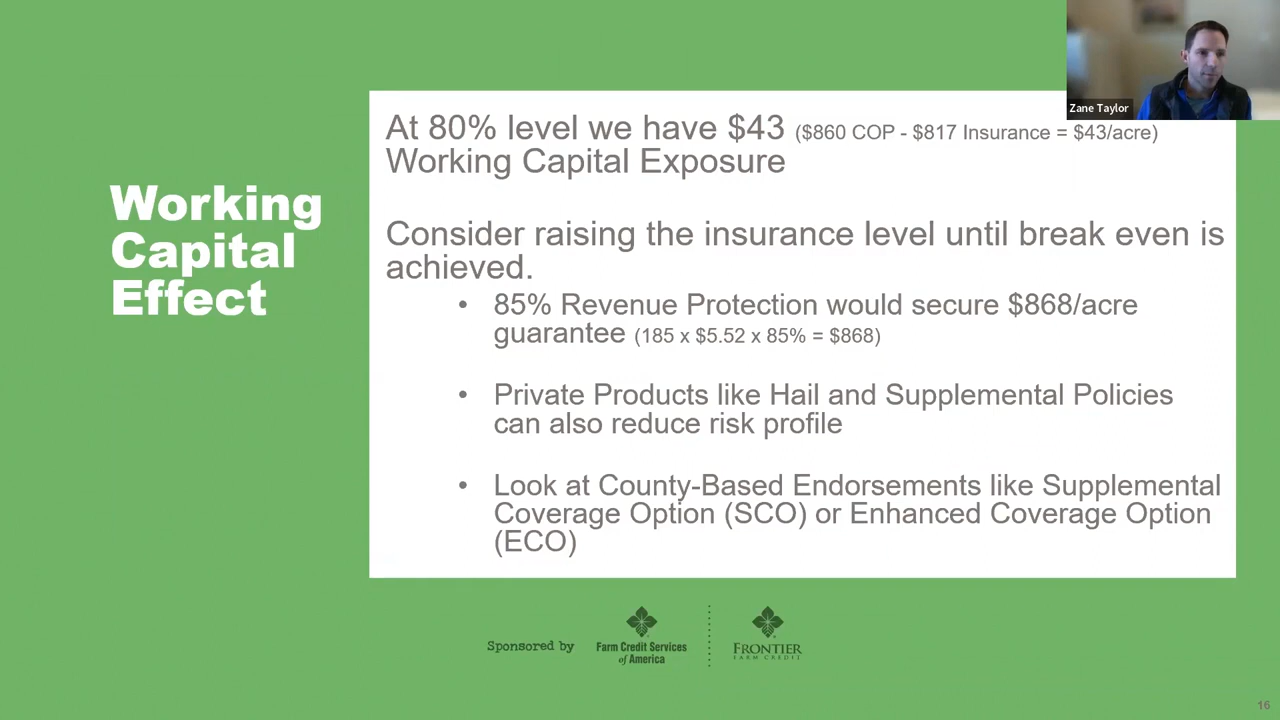 Zane Taylor
Working
Capital
Effect
At 80% level we have $43 ($860 COP - $817 Insurance = $43/acre)
Working Capital Exposure
Consider raising the insurance level until break even is
achieved.
• 85% Revenue Protection would secure $868/acre
guarantee (185 x $5.52 x 85% = $868)
• Private Products like Hail and Supplemental Policies
can also reduce risk profile
• Look at County-Based Endorsements like Supplemental
Coverage Option (SCO) or Enhanced Coverage Option
(ECO)
Sponsored by
Farm Credit Services
of America
FRONTIER
FARM CREDIT
16